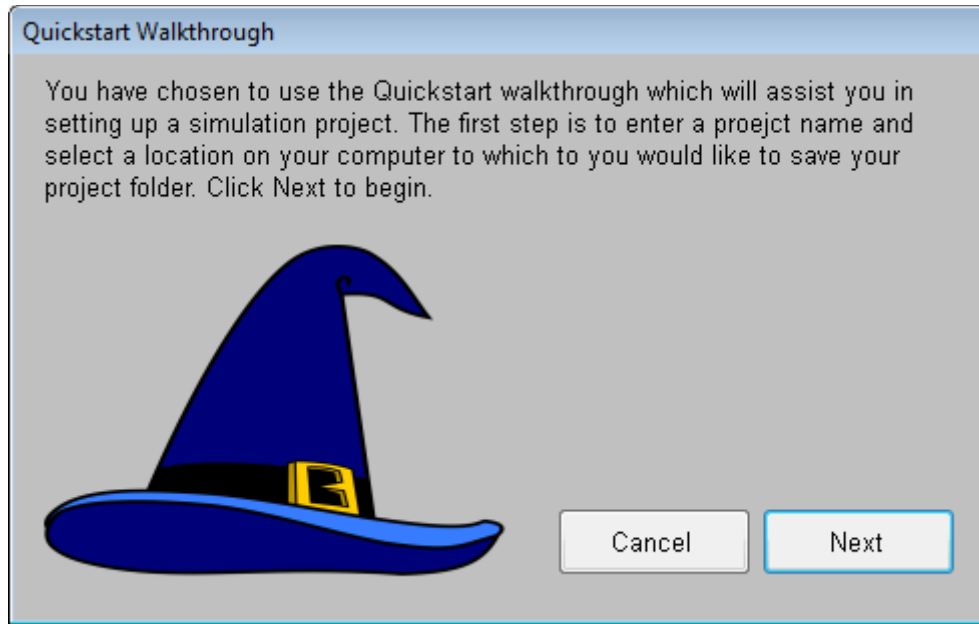 Quickstart Walkthrough
You have chosen to use the Quickstart walkthrough which will assist you in
setting up a simulation project. The first step is to enter a proejct name and
select a location on your computer to which to you would like to save your
project folder. Click Next to begin.
Cancel
Next